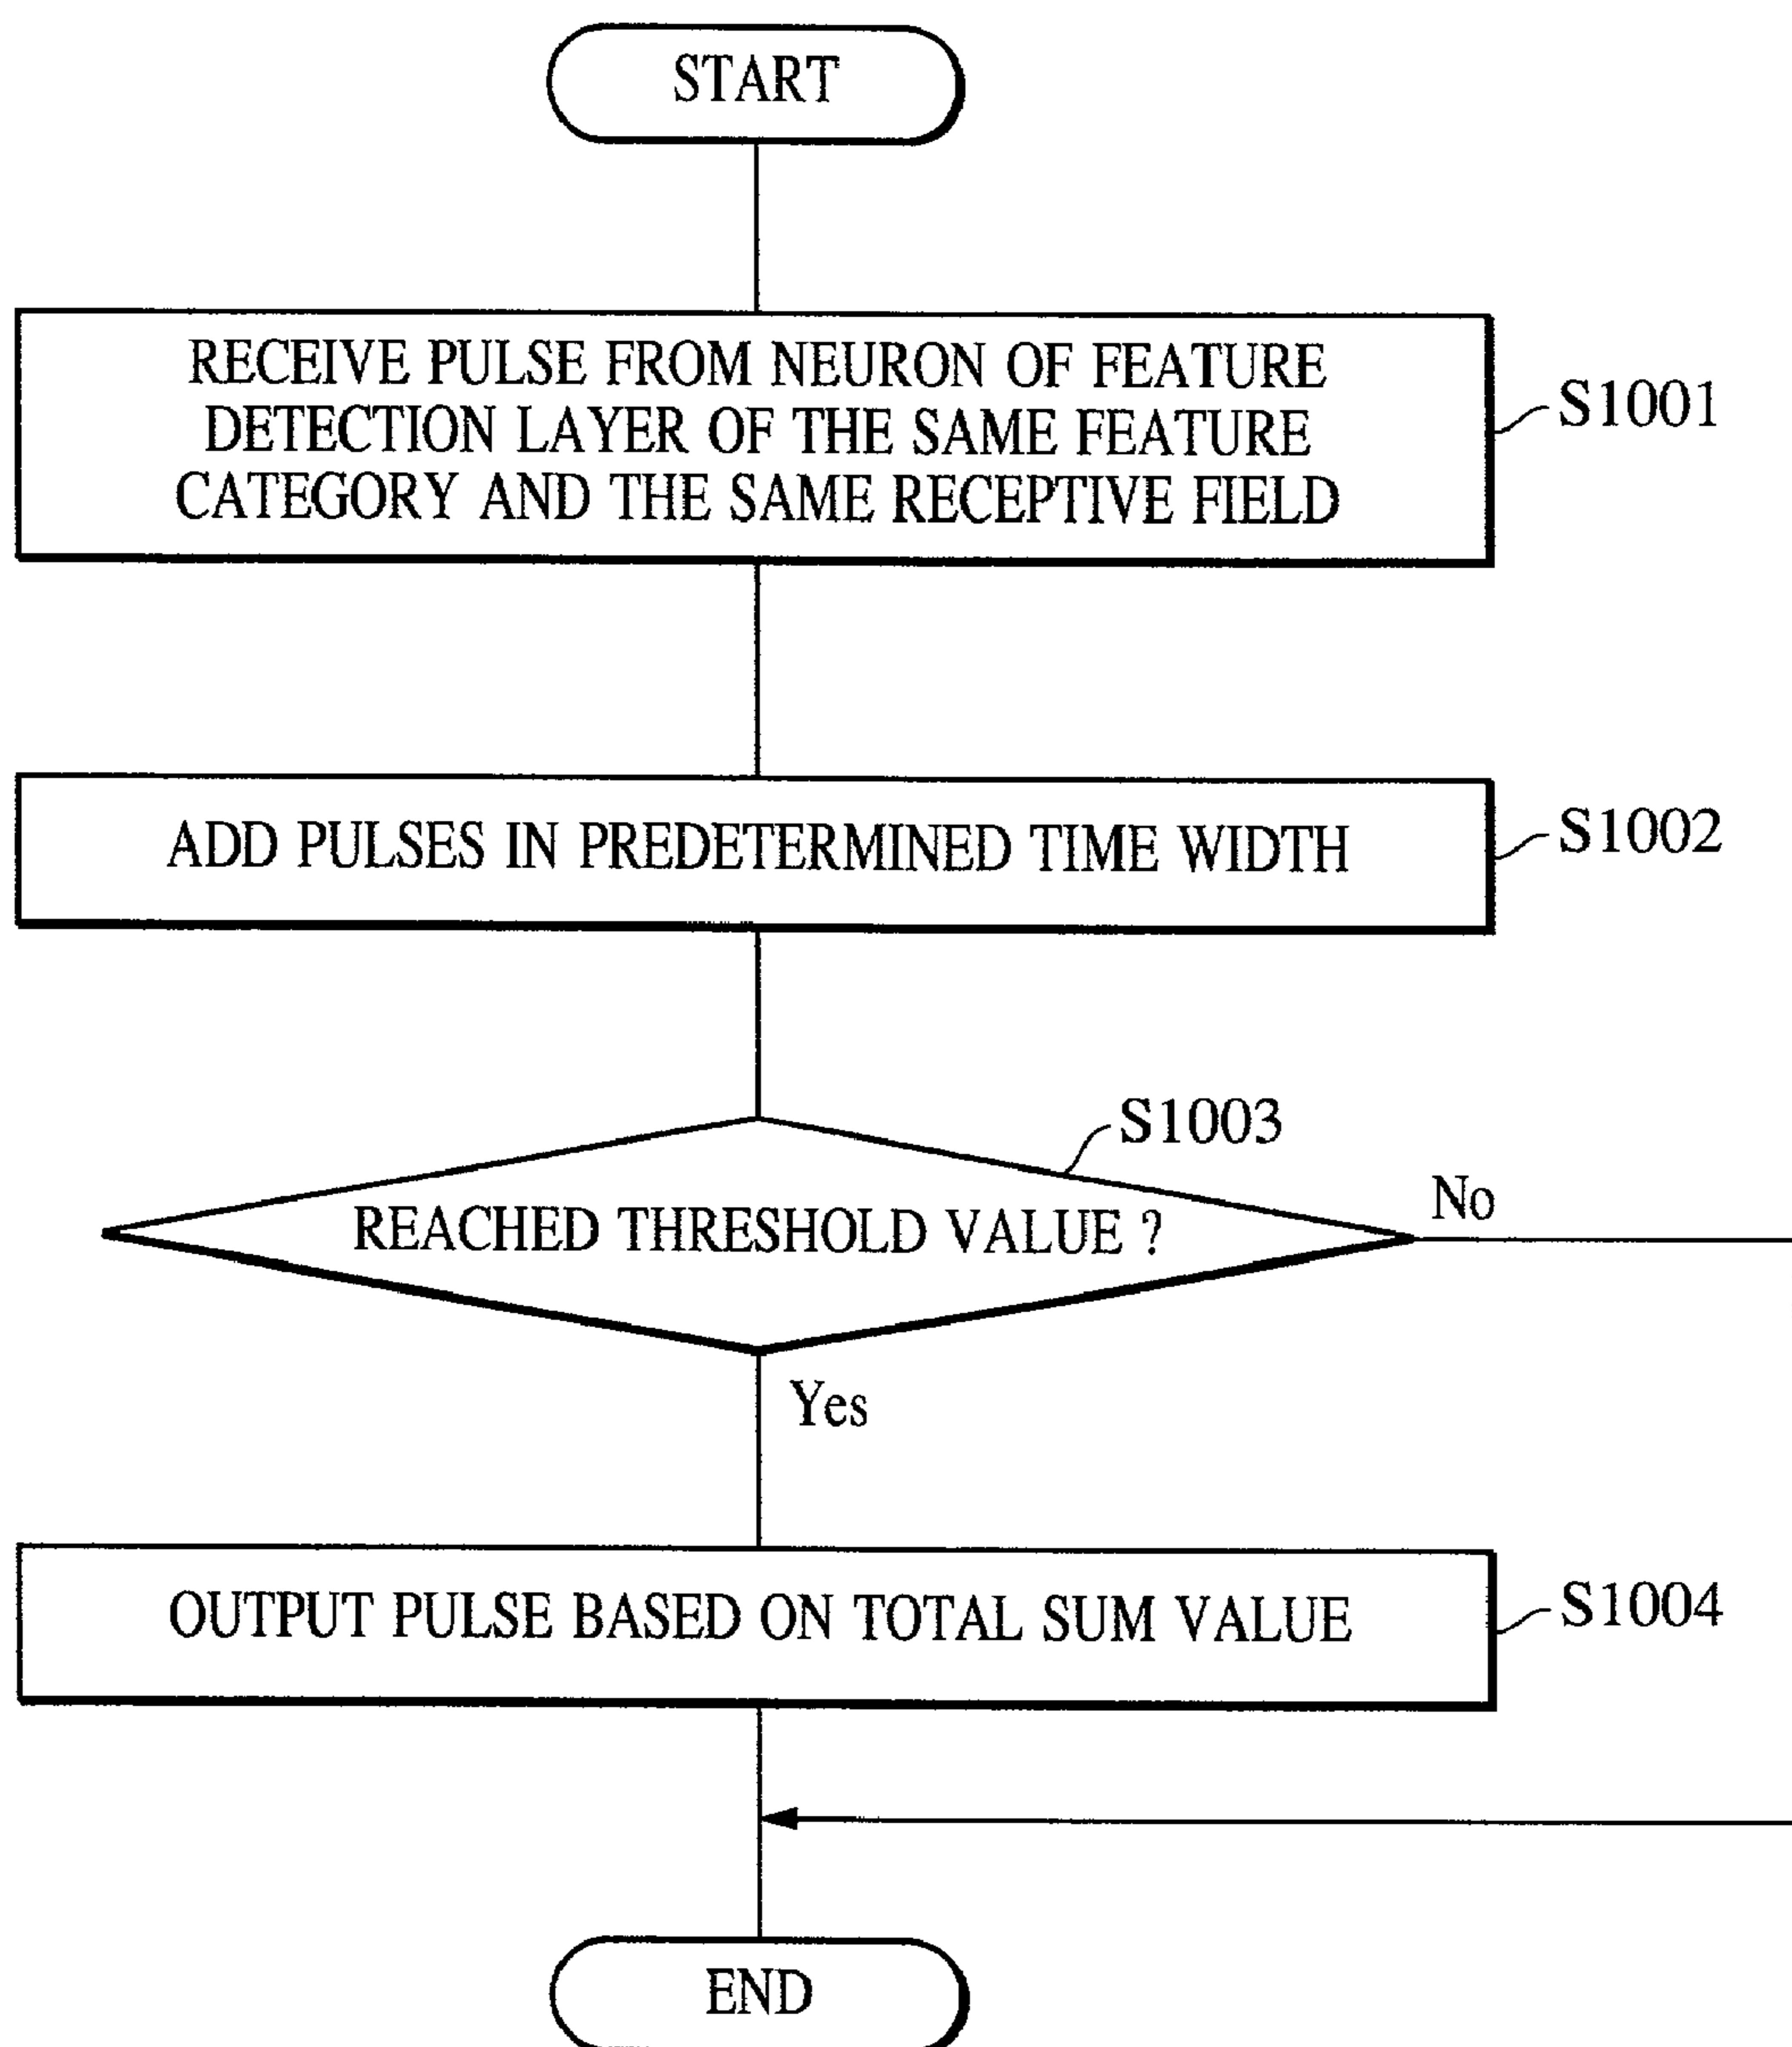 START
RECEIVE PULSE FROM NEURON OF FEATURE
DETECTION LAYER OF THE SAME FEATURE
CATEGORY AND THE SAME RECEPTIVE FIELD
S1001
ADD PULSES IN PREDETERMINED TIME WIDTH
S1002
S1003
REACHED THRESHOLD VALUE ?
No
Yes
OUTPUT PULSE BASED ON TOTAL SUM VALUE
S1004
END